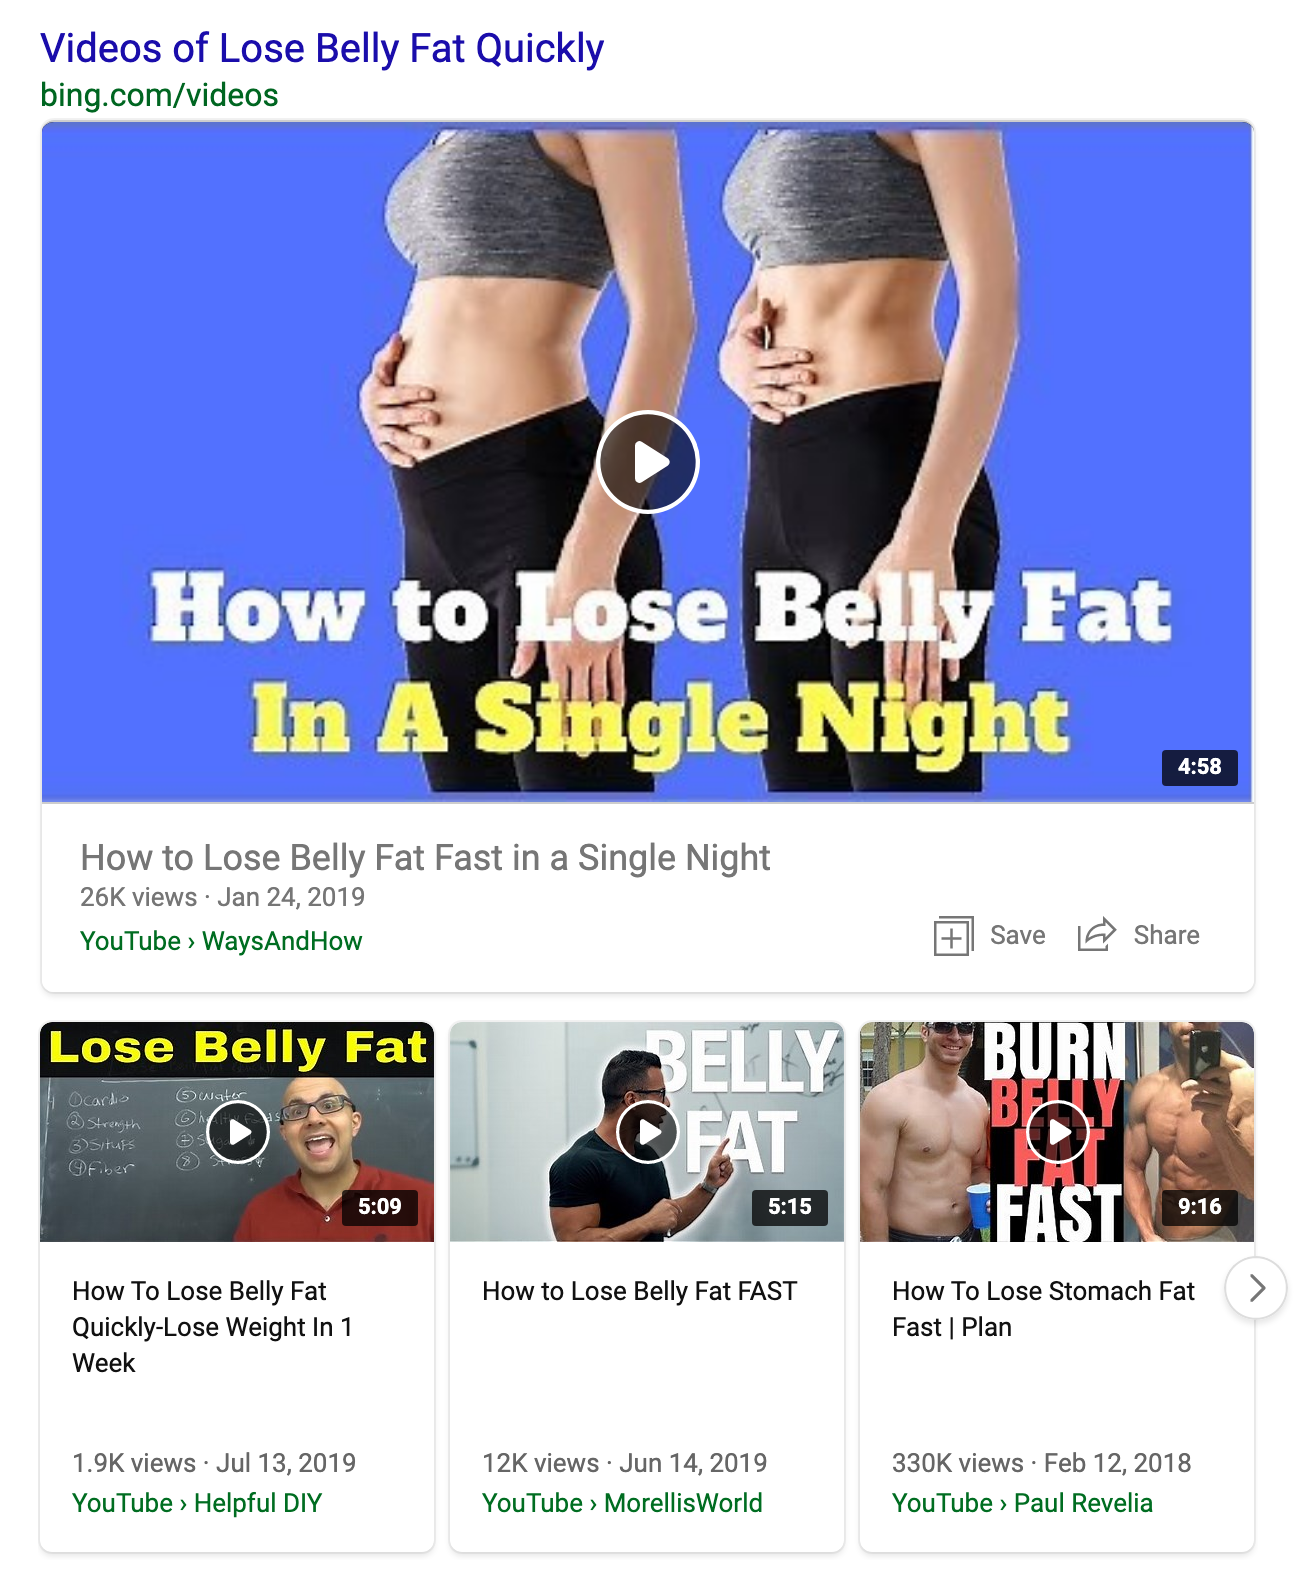 Videos of Lose Belly Fat Quickly
bing.com/videos
How to Lose Belly Fat
In A Single Night
4:58
How to Lose Belly Fat Fast in a Single Night
26K views · Jan 24, 2019
YouTube › WaysAndHow
Save
Share
Lose Belly Fat
①Cardio
②Strength
③Situps
④Fiber
⑤Water
⑥
⑧
5:09
How To Lose Belly Fat
Quickly-Lose Weight In 1
Week
1.9K views · Jul 13, 2019
YouTube › Helpful DIY
BELLY
FAT
5:15
How to Lose Belly Fat FAST
12K views · Jun 14, 2019
YouTube › MorellisWorld
BURN
BELLY
FAT
FAST
9:16
How To Lose Stomach Fat
Fast | Plan
330K views · Feb 12, 2018
YouTube › Paul Revelia